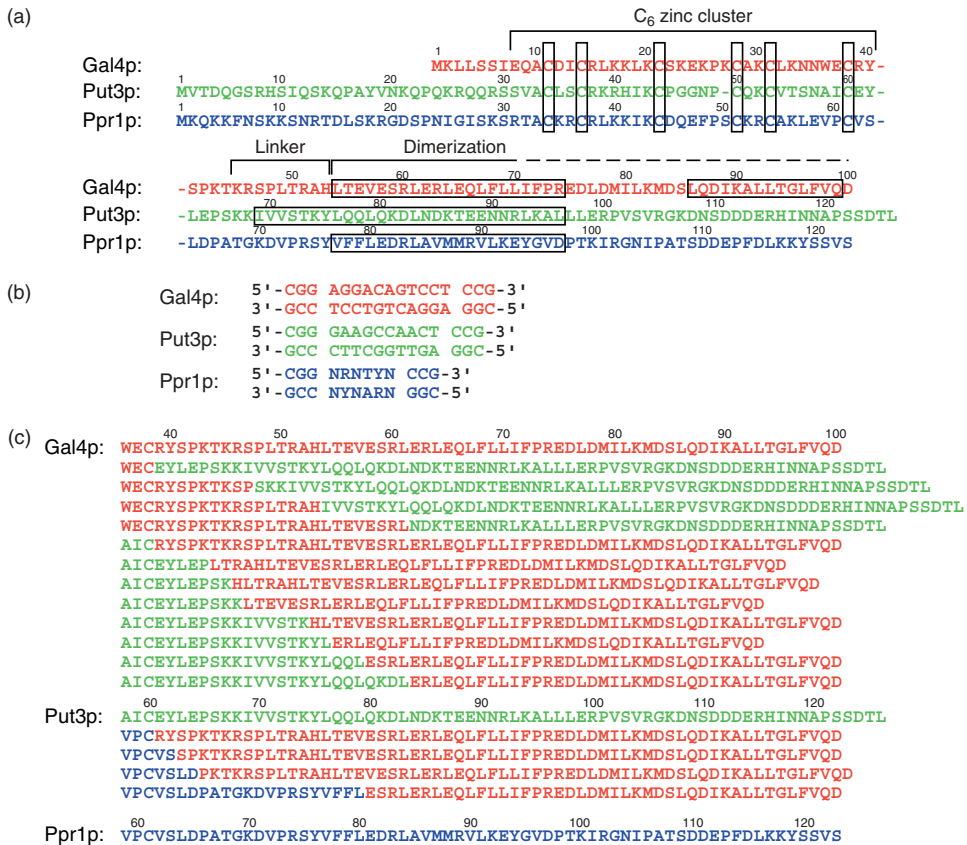 (a)
C6 zinc cluster
1 10 20 30 40
Gal4p: MKLLSSIEQACDICRLKKLKCSKEKPKCAKCLKNNWECRY-
1 10 20 30 40 50 60
Put3p: MVTDQGSRHSIQSKQPAYVNKQPQKRQQRSSVACLSCRKRHIKCPGGNP-CQKCVTSNAICEY-
1 10 20 30 40 50 60
Ppr1p: MKQKKFNSKKSNRTDLSKRGDSPNIGISKSRTACKRCRLKKIKCDQEFPSCKRCAKLEVPCVS-
Linker Dimerization
50 60 70 80 90 100
Gal4p: -SPKTKRSPLTRAHLTEVESRLERLEQLFLLIFPREDLDMILKMDSLQDIKALLTGLFVQD
70 80 90 100 110 120
Put3p: -LEPSKKIVVSTKYLQQLQKDLNDKTEENNRLKALLLERPVSVRGKDNSDDDERHINNAPSSDTL
70 80 90 100 110 120
Ppr1p: -LDPATGKDVPRSYVFFLEDRLAVMMRVLKEYGVDPTKIRGNIPATSDDEPFDLKKYSSVS
(b)
Gal4p: 5'-CGG AGGACAGTCCT CCG-3'
3'-GCC TCCTGTCAGGA GGC-5'
Put3p: 5'-CGG GAAGCCAACT CCG-3'
3'-GCC CTTCGGTTGA GGC-5'
Ppr1p: 5'-CGG NRNTYN CCG-3'
3'-GCC NYNARN GGC-5'
(c)
40 50 60 70 80 90 100
Gal4p: WECRYSPKTKRSPLTRAHLTEVESRLERLEQLFLLIFPREDLDMILKMDSLQDIKALLTGLFVQD
WECEYLEPSKKIVVSTKYLQQLQKDLNDKTEENNRLKALLLERPVSVRGKDNSDDDERHINNAPSSDTL
WECRYSPKTKSPSKKIVVSTKYLQQLQKDLNDKTEENNRLKALLLERPVSVRGKDNSDDDERHINNAPSSDTL
WECRYSPKTKRSPLTRAHIVVSTKYLQQLQKDLNDKTEENNRLKALLLERPVSVRGKDNSDDDERHINNAPSSDTL
WECRYSPKTKRSPLTRAHLTEVESRLNDKTEENNRLKALLLERPVSVRGKDNSDDDERHINNAPSSDTL
AICRYSPKTKRSPLTRAHLTEVESRLERLEQLFLLIFPREDLDMILKMDSLQDIKALLTGLFVQD
AICEYLEPLTRAHLTEVESRLERLEQLFLLIFPREDLDMILKMDSLQDIKALLTGLFVQD
AICEYLEPSKHLTRAHLTEVESRLERLEQLFLLIFPREDLDMILKMDSLQDIKALLTGLFVQD
AICEYLEPSKKLTEVESRLERLEQLFLLIFPREDLDMILKMDSLQDIKALLTGLFVQD
AICEYLEPSKKIVVSTKHLTEVESRLERLEQLFLLIFPREDLDMILKMDSLQDIKALLTGLFVQD
AICEYLEPSKKIVVSTKYLERLEQLFLLIFPREDLDMILKMDSLQDIKALLTGLFVQD
AICEYLEPSKKIVVSTKYLQQLESRLERLEQLFLLIFPREDLDMILKMDSLQDIKALLTGLFVQD
AICEYLEPSKKIVVSTKYLQQLQKDLERLEQLFLLIFPREDLDMILKMDSLQDIKALLTGLFVQD
60 70 80 90 100 110 120
Put3p: AICEYLEPSKKIVVSTKYLQQLQKDLNDKTEENNRLKALLLERPVSVRGKDNSDDDERHINNAPSSDTL
VPCRYSPKTKRSPLTRAHLTEVESRLERLEQLFLLIFPREDLDMILKMDSLQDIKALLTGLFVQD
VPCVSSPKTKRSPLTRAHLTEVESRLERLEQLFLLIFPREDLDMILKMDSLQDIKALLTGLFVQD
VPCVSLDPKTKRSPLTRAHLTEVESRLERLEQLFLLIFPREDLDMILKMDSLQDIKALLTGLFVQD
VPCVSLDPATGKDVPRSYVFFLESRLERLEQLFLLIFPREDLDMILKMDSLQDIKALLTGLFVQD
60 70 80 90 100 110 120
Ppr1p: VPCVSLDPATGKDVPRSYVFFLEDRLAVMMRVLKEYGVDPTKIRGNIPATSDDEPFDLKKYSSVS